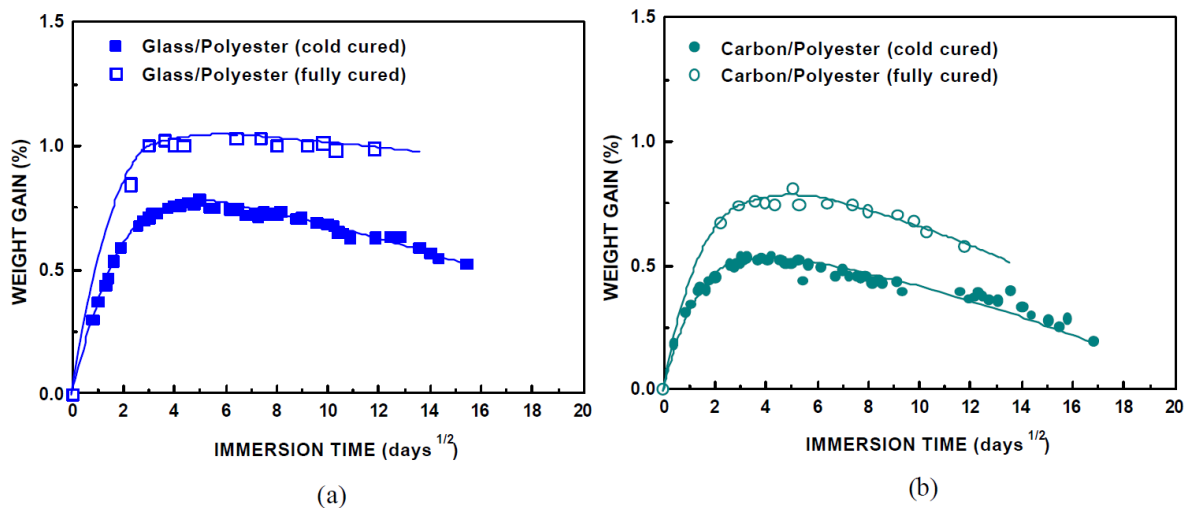 1.5
Glass/Polyester (cold cured)
Glass/Polyester (fully cured)
1.0
0.5
0.0
WEIGHT GAIN (%)
0 2 4 6 8 10 12 14 16 18 20
IMMERSION TIME (days 1/2)
(a)
1.5
Carbon/Polyester (cold cured)
Carbon/Polyester (fully cured)
1.0
0.5
0.0
WEIGHT GAIN (%)
0 2 4 6 8 10 12 14 16 18 20
IMMERSION TIME (days 1/2)
(b)